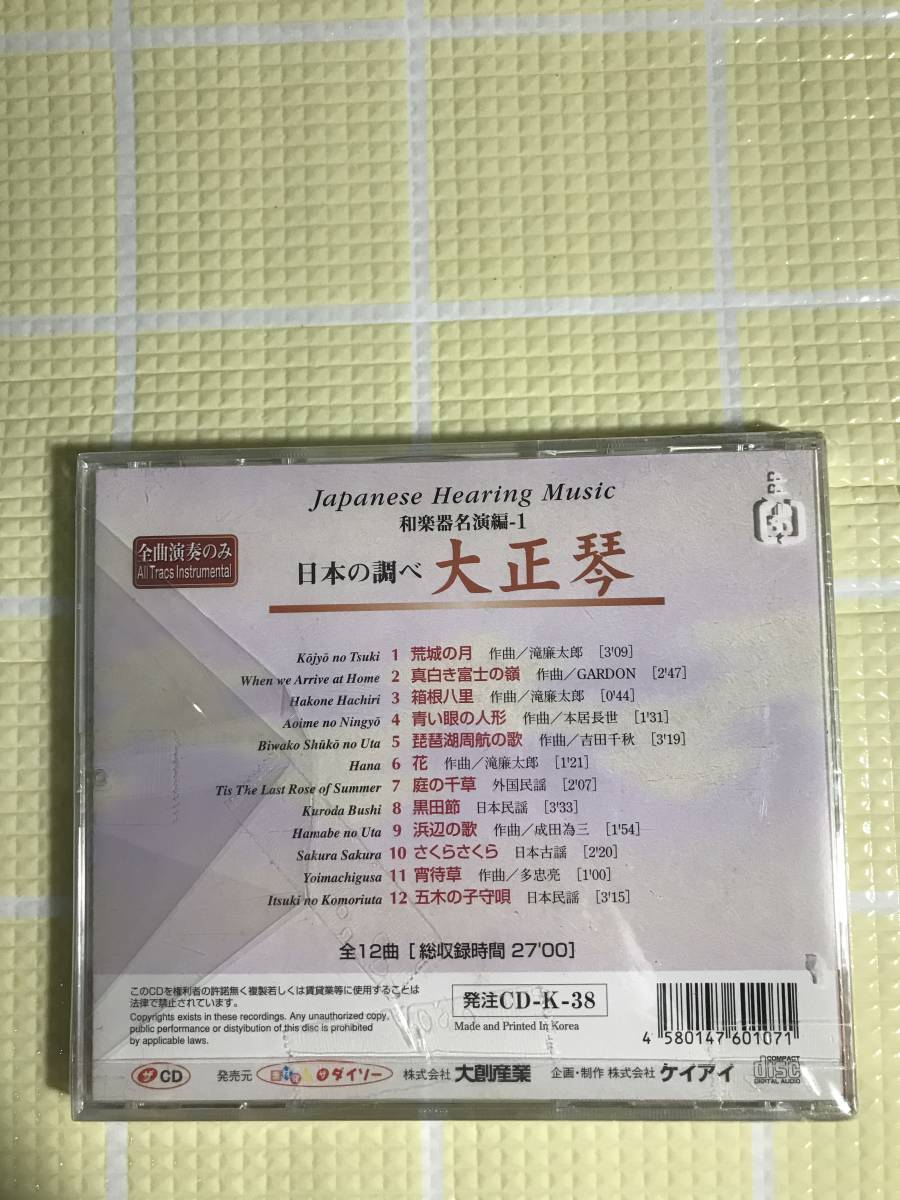 Japanese Hearing Music
和楽器名演編-1
全曲演奏のみ
All Tracs Instrumental
日本の調べ 大正琴
Kōjyō no Tsuki 1 荒城の月 作曲／滝廉太郎 [3'09]
When we Arrive at Home 2 真白き富士の嶺 作曲／GARDON [2'47]
Hakone Hachiri 3 箱根八里 作曲／滝廉太郎 [0'44]
Aoime no Ningyō 4 青い眼の人形 作曲／本居長世 [1'31]
Biwako Shūkō no Uta 5 琵琶湖周航の歌 作曲／吉田千秋 [3'19]
Hana 6 花 作曲／滝廉太郎 [1'21]
Tis The Last Rose of Summer 7 庭の千草 外国民謡 [2'07]
Kuroda Bushi 8 黒田節 日本民謡 [3'33]
Hamabe no Uta 9 浜辺の歌 作曲／成田為三 [1'54]
Sakura Sakura 10 さくらさくら 日本古謡 [2'20]
Yoimachigusa 11 宵待草 作曲／多忠亮 [1'00]
Itsuki no Komoriuta 12 五木の子守唄 日本民謡 [3'15]
全12曲 [ 総収録時間 27'00]
このCDを権利者の許諾無く複製若しくは賃貸業等に使用することは
法律で禁止されています。
Copyrights exists in these recordings. Any unauthorized copy,
public performance or distyibution of this disc is prohibited
by applicable laws.
発注CD-K-38
Made and Printed In Korea
4 580147 601071
ザ CD 発売元 ザ・ダイソー 株式会社 大創産業 企画・制作 株式会社 ケイアイ
COMPACT
disc
DIGITAL AUDIO